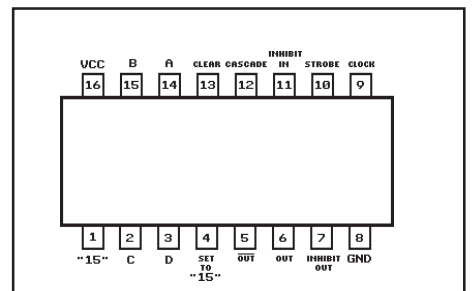 INHIBIT
VCC B A CLEAR CASCADE IN STROBE CLOCK
16 15 14 13 12 11 10 9
1 2 3 4 5 6 7 8
"15" C D SET OUT OUT INHIBIT GND
TO OUT
"15"